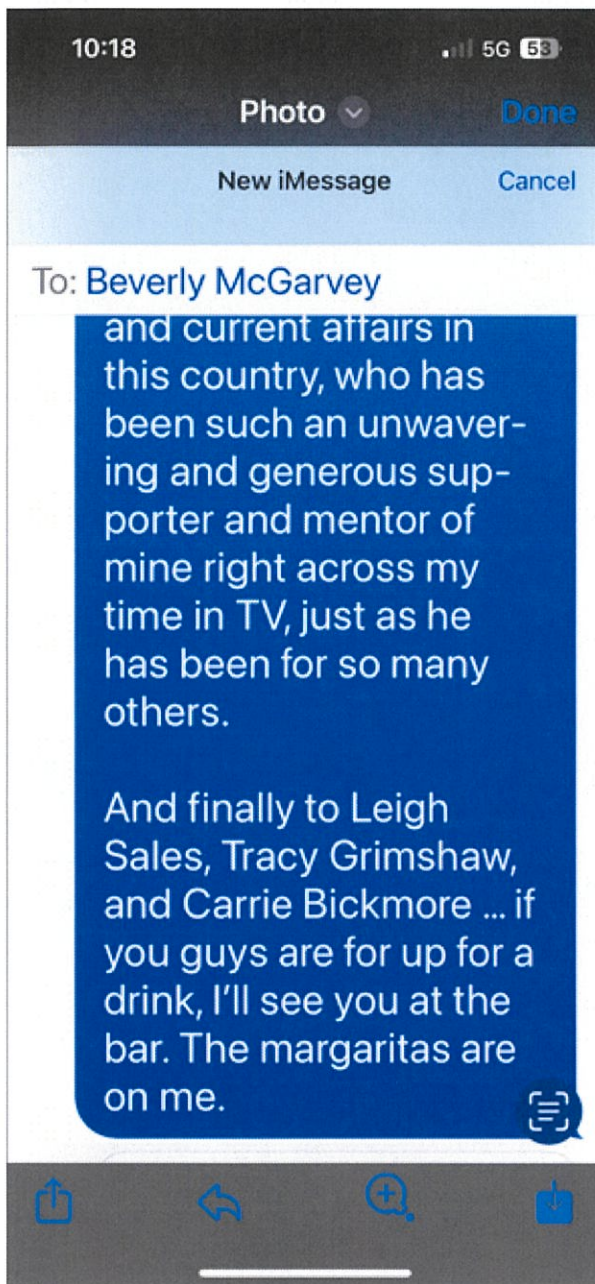 10:18 5G 53
Photo Done
New iMessage Cancel
To: Beverly McGarvey
and current affairs in
this country, who has
been such an unwaver-
ing and generous sup-
porter and mentor of
mine right across my
time in TV, just as he
has been for so many
others.
And finally to Leigh
Sales, Tracy Grimshaw,
and Carrie Bickmore ... if
you guys are for up for a
drink, I'll see you at the
bar. The margaritas are
on me.